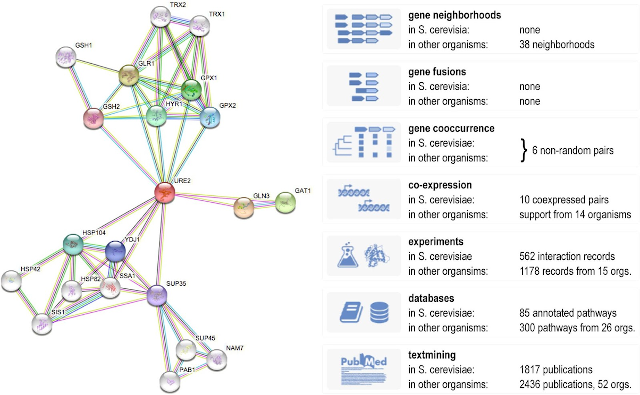 TRX2
TRX1
GSH1
GLR1
GPX1
HYR1
GSH2
GPX2
URE2
GLN3
GAT1
HSP104
YDJ1
HSP42
HSP82
SSA1
SIS1
SUP35
SUP45
NAM7
PAB1
gene neighborhoods
in S. cerevisia: none
in other organisms: 38 neighborhoods
gene fusions
in S. cerevisia: none
in other organisms: none
gene cooccurrence
in S. cerevisiae:
in other organisms:
} 6 non-random pairs
co-expression
in S. cerevisiae: 10 coexpressed pairs
in other organisms: support from 14 organisms
experiments
in S. cerevisiae 562 interaction records
in other organsims: 1178 records from 15 orgs.
databases
in S. cerevisiae: 85 annotated pathways
in other organisms: 300 pathways from 26 orgs.
PubMed
textmining
in S. cerevisiae: 1817 publications
in other organsims: 2436 publications, 52 orgs.